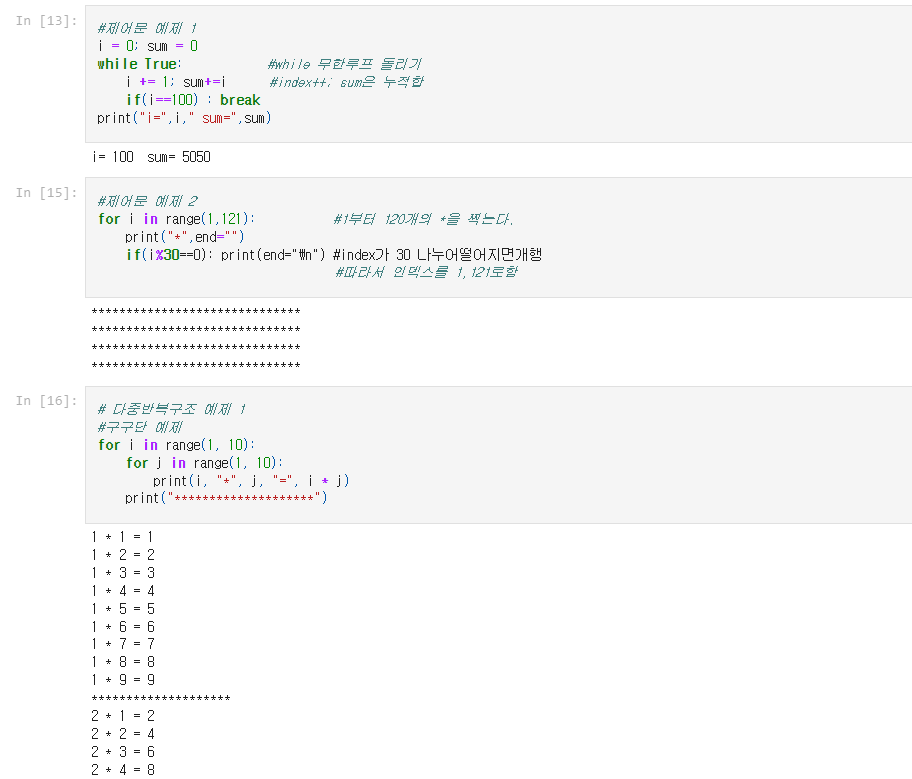 In [13]:
#제어문 예제 1
i = 0; sum = 0
while True: #while 무한루프 돌리기
i += 1; sum+=i #index++; sum은 누적합
if(i==100) : break
print("i=",i," sum=",sum)
i= 100 sum= 5050
In [15]:
#제어문 예제 2
for i in range(1,121): #1부터 120개의 *을 찍는다.
print("*",end="")
if(i%30==0): print(end="₩n") #index가 30 나누어떨어지면개행
#따라서 인덱스를 1,121로함
******************************
******************************
******************************
******************************
In [16]:
# 다중반복구조 예제 1
#구구단 예제
for i in range(1, 10):
for j in range(1, 10):
print(i, "*", j, "=", i * j)
print("********************")
1 * 1 = 1
1 * 2 = 2
1 * 3 = 3
1 * 4 = 4
1 * 5 = 5
1 * 6 = 6
1 * 7 = 7
1 * 8 = 8
1 * 9 = 9
********************
2 * 1 = 2
2 * 2 = 4
2 * 3 = 6
2 * 4 = 8